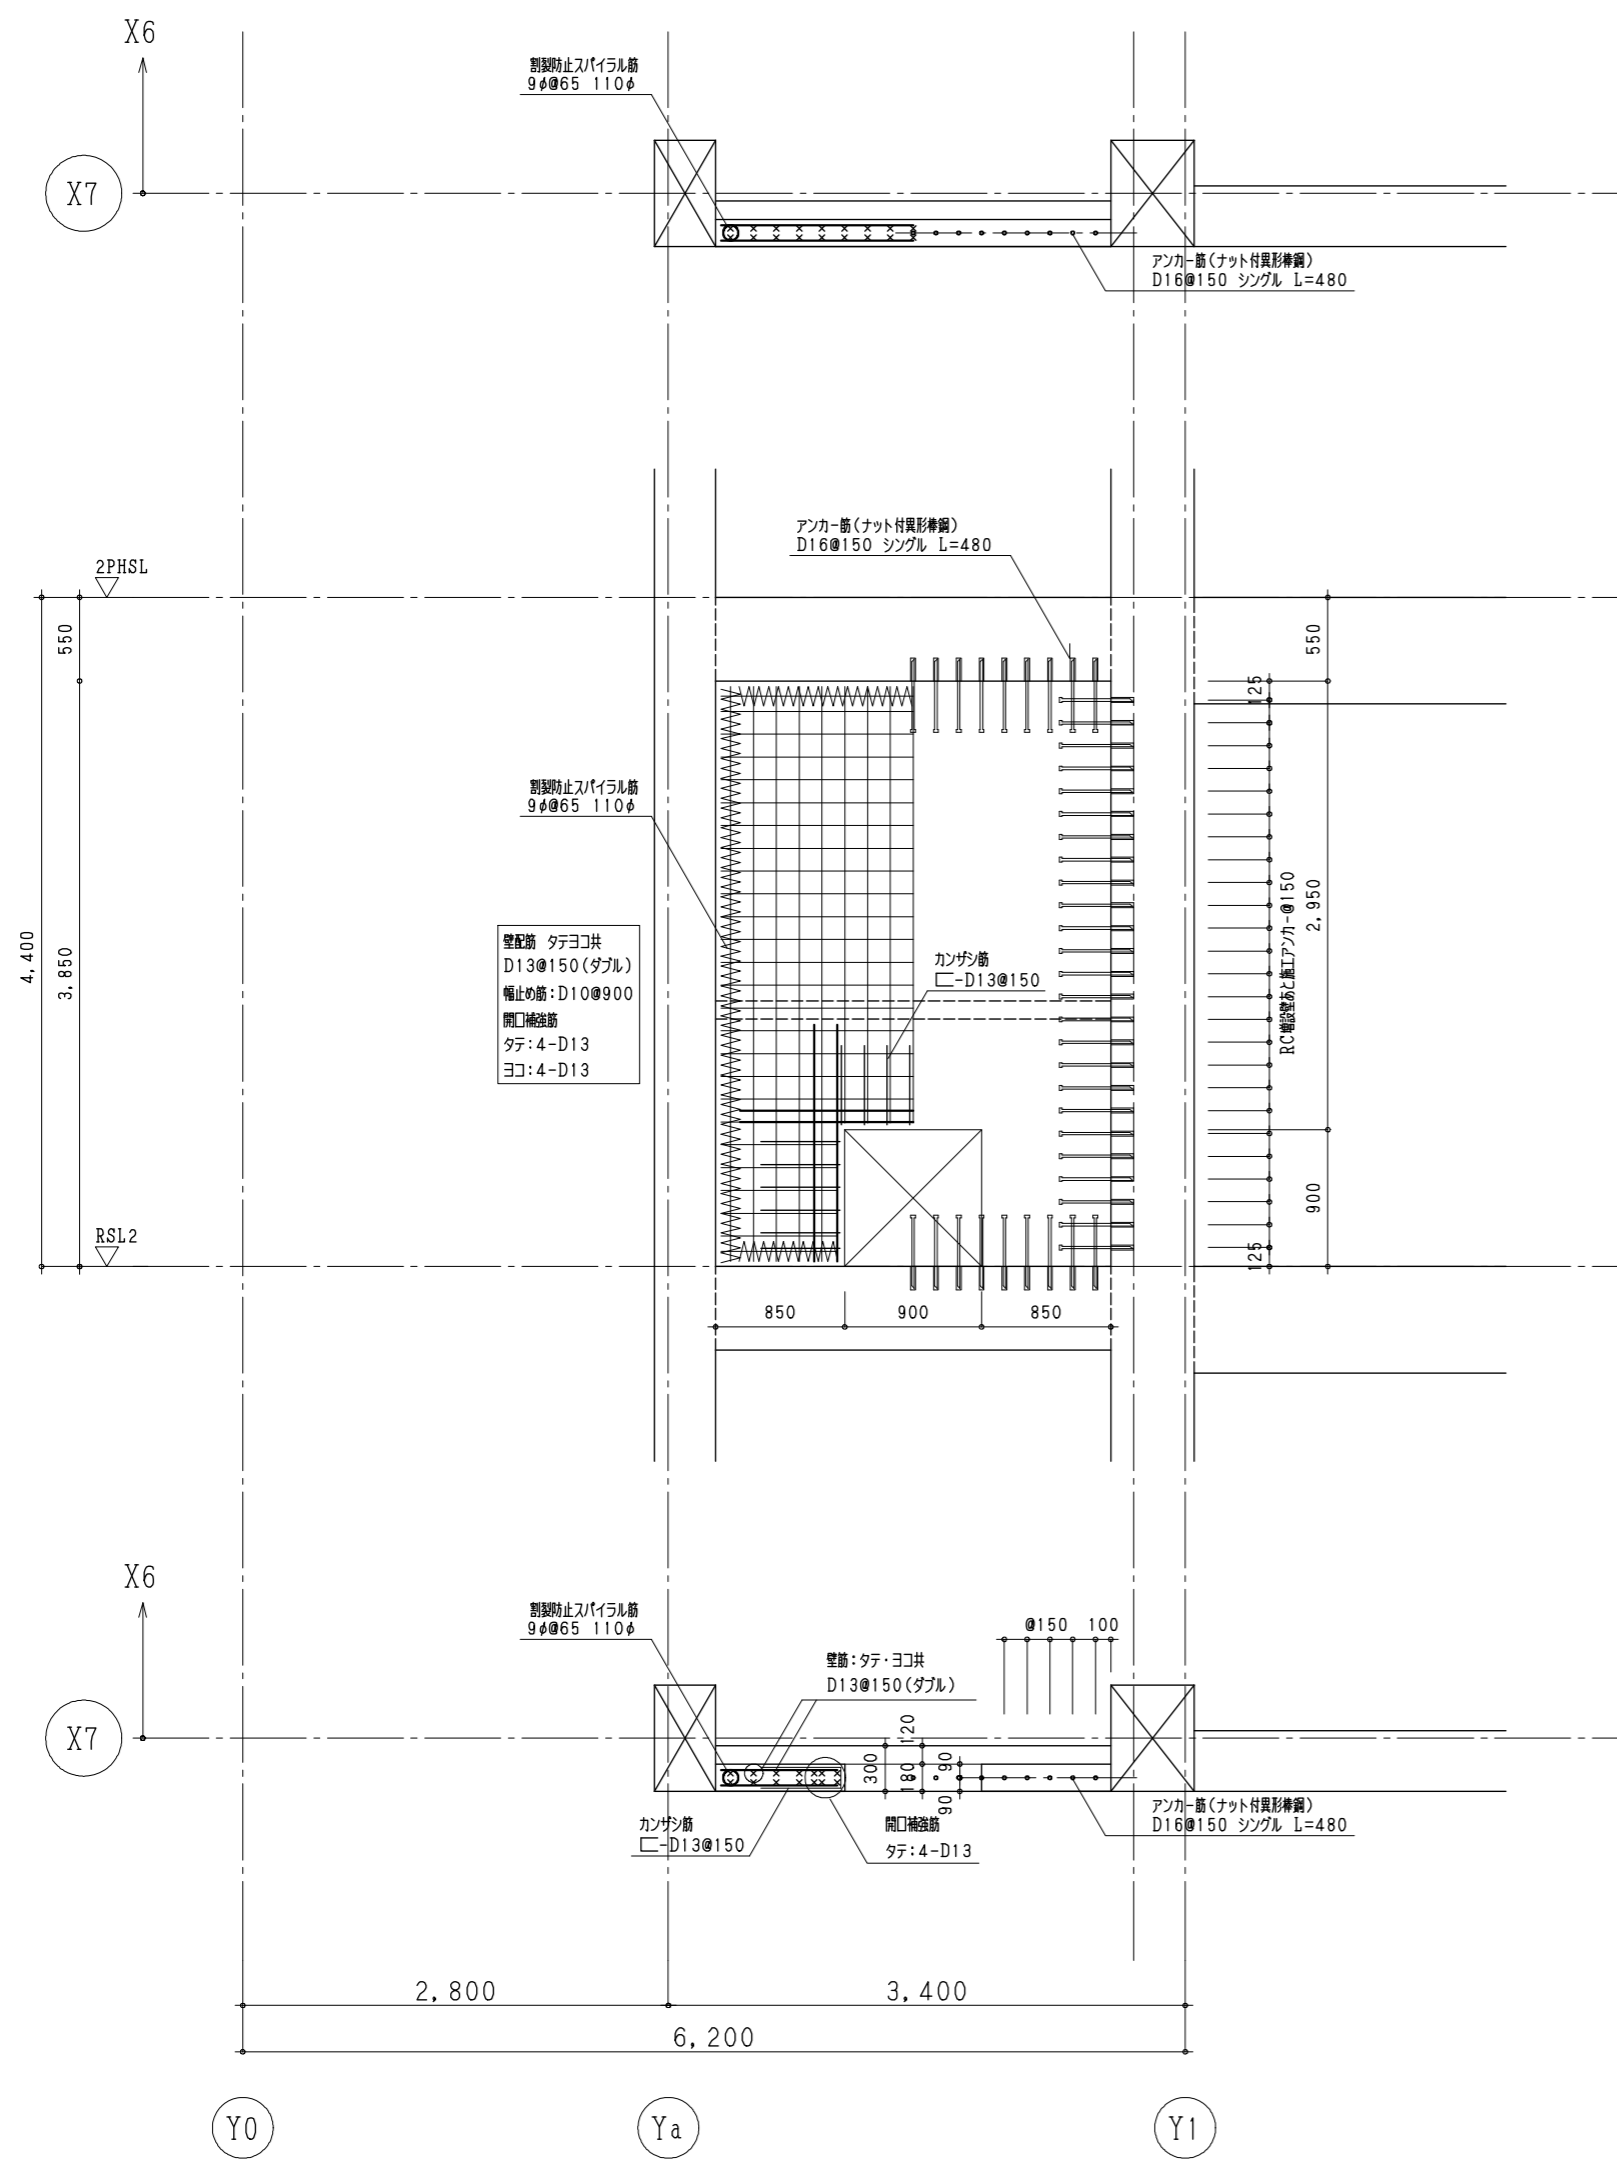 X6
割裂防止スパイラル筋
9φ@65 110φ
X7
アンカー筋(ナット付異形棒鋼)
D16@150 シングル L=480
アンカー筋(ナット付異形棒鋼)
D16@150 シングル L=480
2PHSL
550
550
125
割裂防止スパイラル筋
9φ@65 110φ
4,400
3,850
壁配筋 タテヨコ共
D13@150(ダブル)
幅止め筋:D10@900
開口補強筋
タテ:4-D13
ヨコ:4-D13
カンザシ筋
匚-D13@150
RC増設壁あと施工アンカー@150
2,950
900
RSL2
125
850
900
850
X6
割裂防止スパイラル筋
9φ@65 110φ
@150
100
壁筋:タテ・ヨコ共
D13@150(ダブル)
X7
300
120
180
90
90
カンザシ筋
匚-D13@150
開口補強筋
タテ:4-D13
アンカー筋(ナット付異形棒鋼)
D16@150 シングル L=480
2,800
3,400
6,200
Y0
Ya
Y1